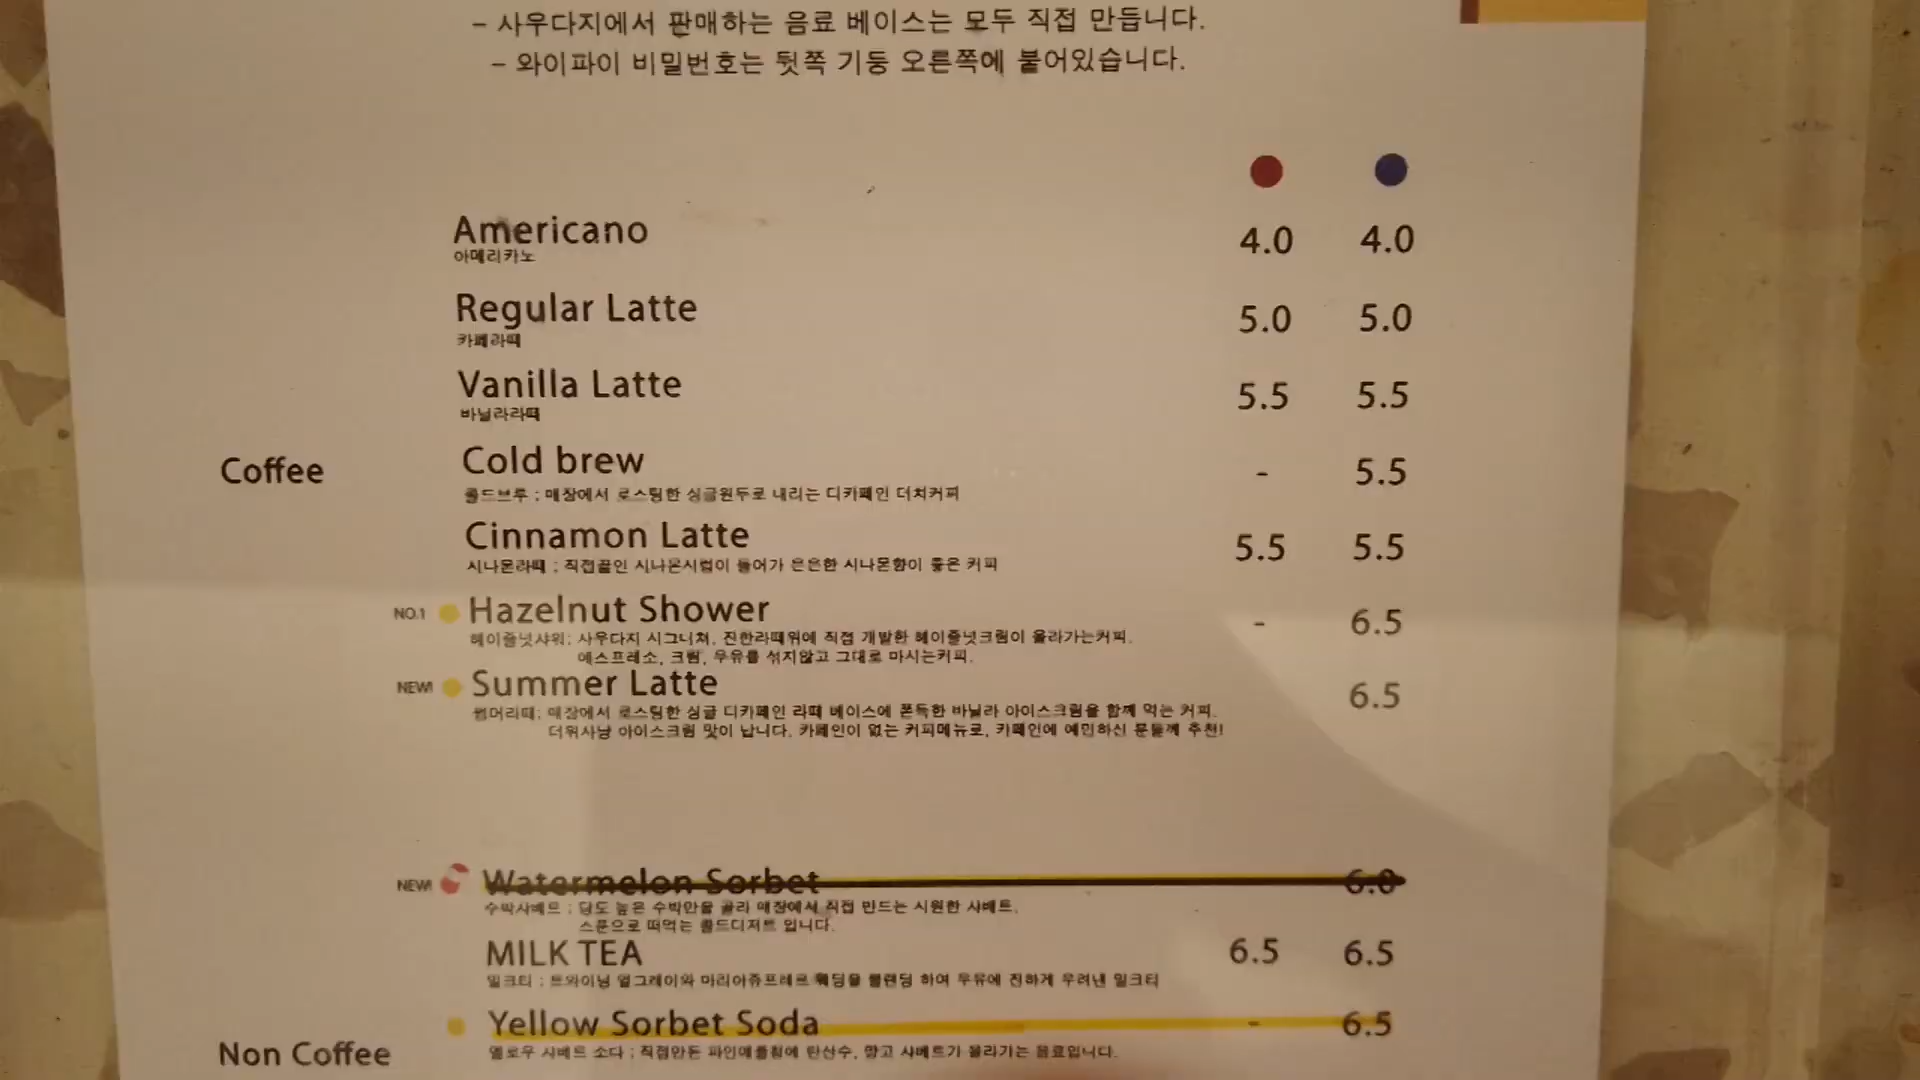 – 사우다지에서 판매하는 음료 베이스는 모두 직접 만듭니다.
– 와이파이 비밀번호는 뒷쪽 기둥 오른쪽에 붙어있습니다.
Americano 4.0 4.0
아메리카노
Regular Latte 5.0 5.0
카페라떼
Vanilla Latte 5.5 5.5
바닐라라떼
Coffee
Cold brew - 5.5
콜드브루 ; 매장에서 로스팅한 싱글원두로 내리는 디카페인 더치커피
Cinnamon Latte 5.5 5.5
시나몬라떼 ; 직접끓인 시나몬시럽이 들어가 은은한 시나몬향이 좋은 커피
NO.1 Hazelnut Shower - 6.5
헤이즐넛샤워; 사우다지 시그니쳐, 진한라떼위에 직접 개발한 헤이즐넛크림이 올라가는커피.
에스프레소, 크림, 우유를 섞지않고 그대로 마시는커피.
NEW! Summer Latte 6.5
썸머라떼; 매장에서 로스팅한 싱글 디카페인 라떼 베이스에 쫀득한 바닐라 아이스크림을 함께 먹는 커피.
더위사냥 아이스크림 맛이 납니다. 카페인이 없는 커피메뉴로, 카페인에 예민하신 분들께 추천!
NEW! Watermelon Sorbet 6.0
수박샤베트 ; 당도 높은 수박만을 골라 매장에서 직접 만드는 시원한 샤베트,
스푼으로 떠먹는 콜드디저트 입니다.
MILK TEA 6.5 6.5
밀크티 ; 트와이닝 얼그레이와 마리아쥬프레르 웨딩을 블랜딩 하여 우유에 진하게 우려낸 밀크티
Yellow Sorbet Soda - 6.5
옐로우 샤베트 소다 ; 직접만든 파인애플청에 탄산수, 망고 샤베트가 올라가는 음료입니다.
Non Coffee